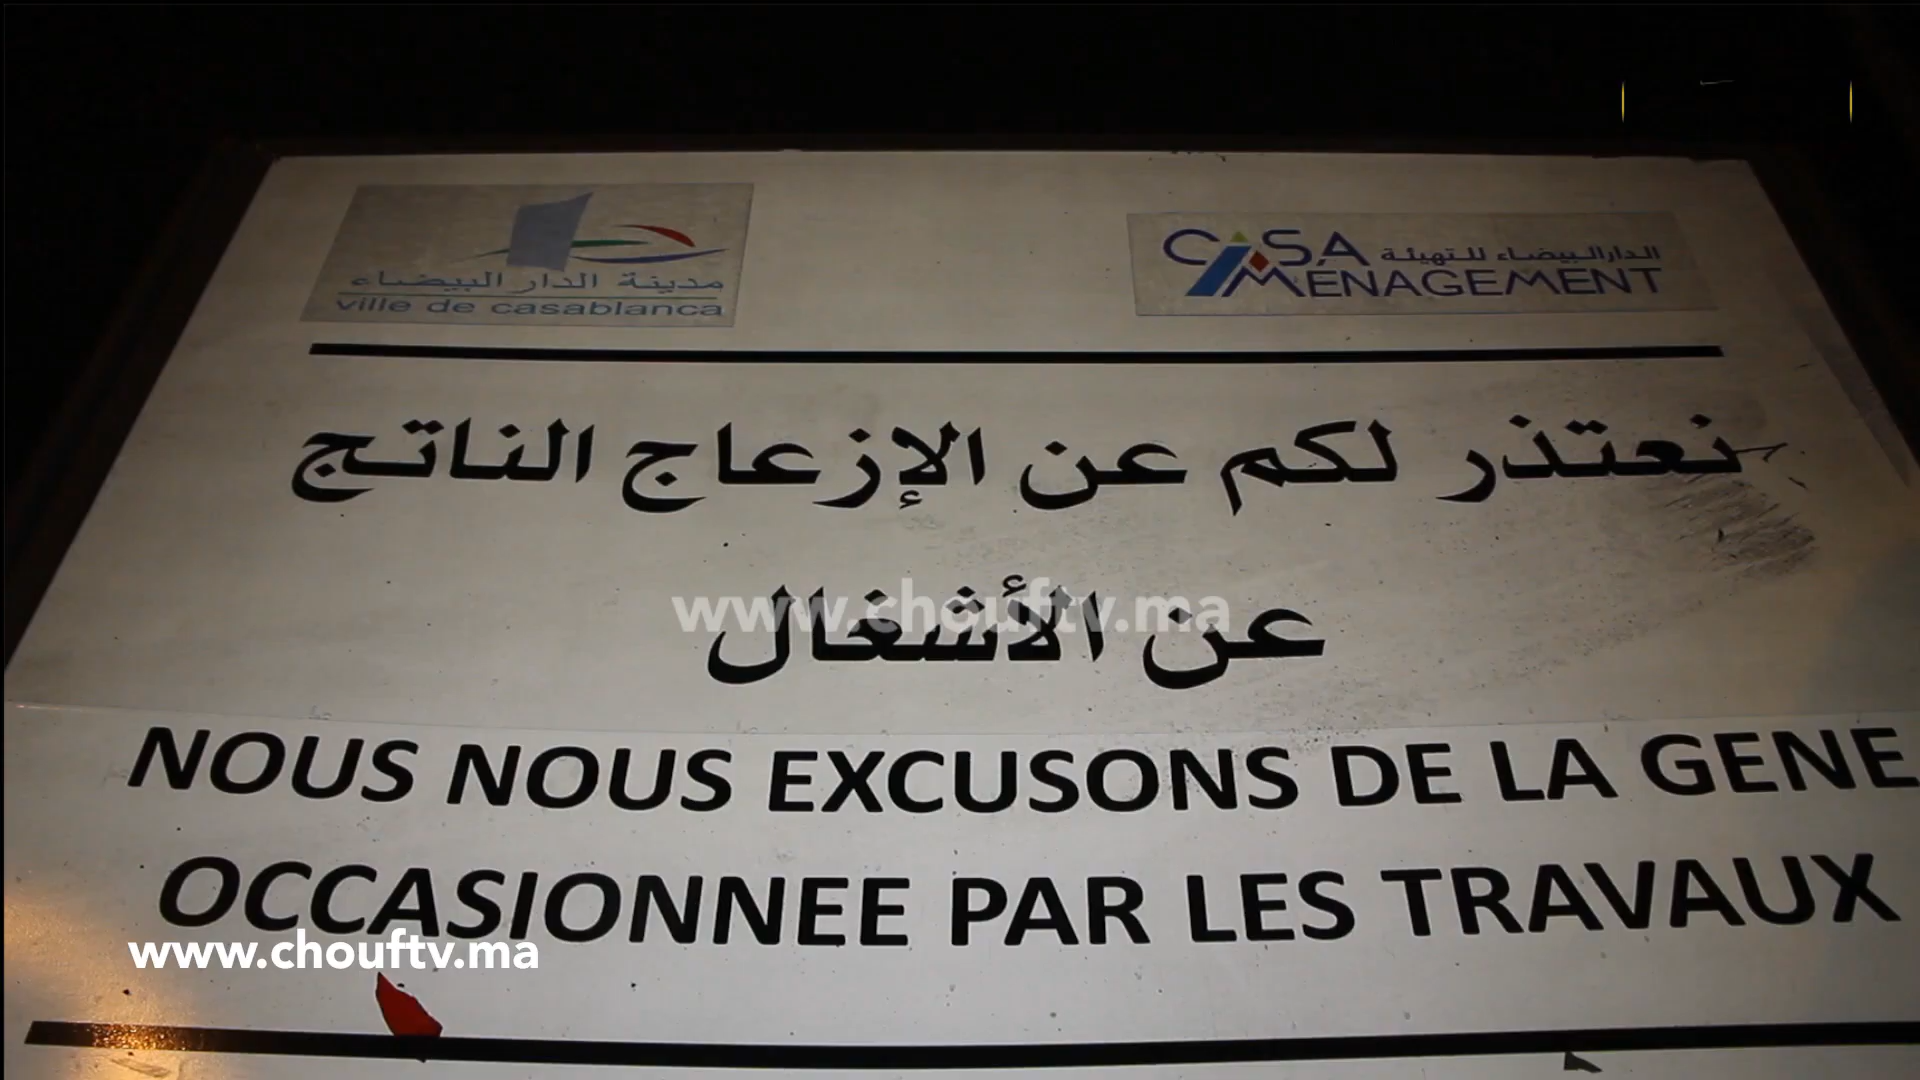 مدينة الدار البيضاء
ville de casablanca
الدار البيضاء للتهيئة
CASA
AMENAGEMENT
نعتذر لكم عن الإزعاج الناتج
عن الأشغال
www.chouftv.ma
NOUS NOUS EXCUSONS DE LA GENE
OCCASIONNEE PAR LES TRAVAUX
www.chouftv.ma